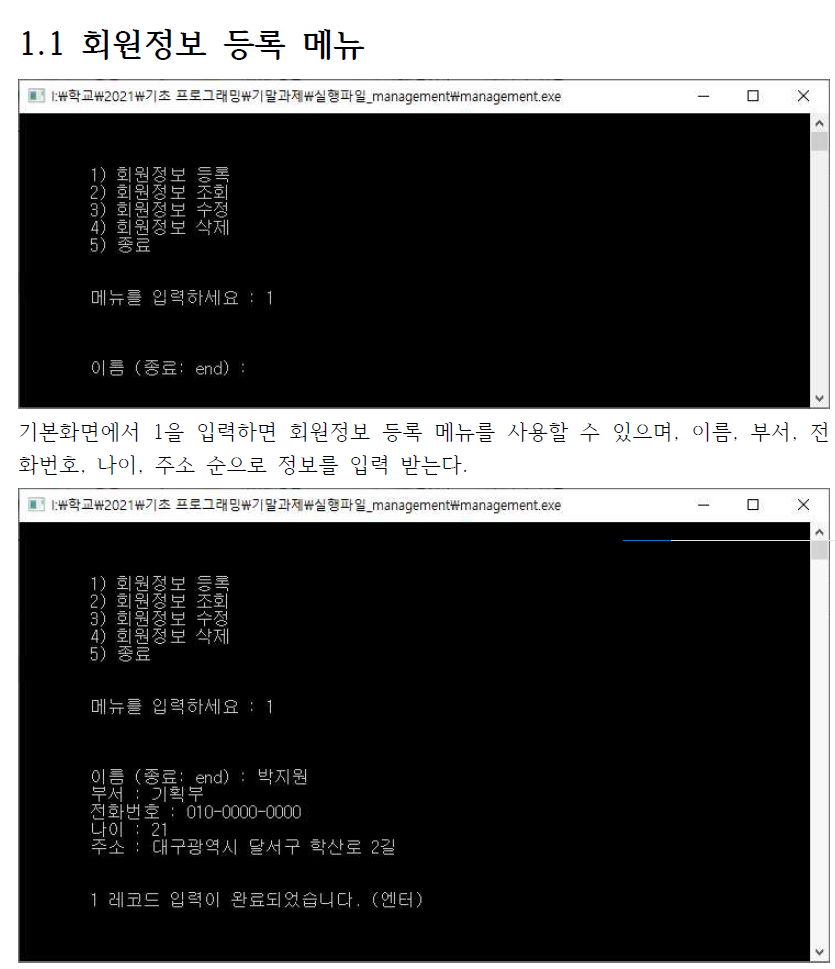 1.1 회원정보 등록 메뉴
I:₩학교₩2021₩기초 프로그래밍₩기말과제₩실행파일_management₩management.exe
1) 회원정보 등록
2) 회원정보 조회
3) 회원정보 수정
4) 회원정보 삭제
5) 종료
메뉴를 입력하세요 : 1
이름 (종료: end) :
기본화면에서 1을 입력하면 회원정보 등록 메뉴를 사용할 수 있으며, 이름, 부서, 전
화번호, 나이, 주소 순으로 정보를 입력 받는다.
I:₩학교₩2021₩기초 프로그래밍₩기말과제₩실행파일_management₩management.exe
1) 회원정보 등록
2) 회원정보 조회
3) 회원정보 수정
4) 회원정보 삭제
5) 종료
메뉴를 입력하세요 : 1
이름 (종료: end) : 박지원
부서 : 기획부
전화번호 : 010-0000-0000
나이 : 21
주소 : 대구광역시 달서구 학산로 2길
1 레코드 입력이 완료되었습니다. (엔터)